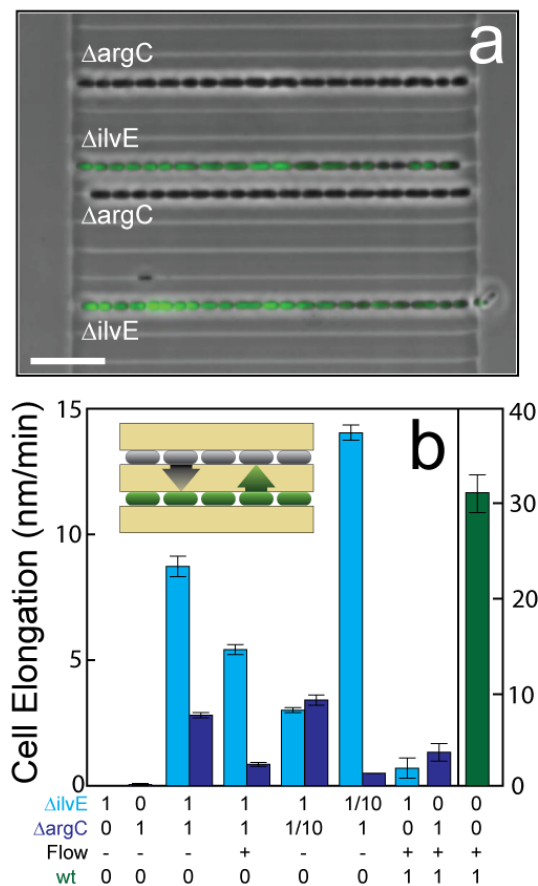 a
ΔargC
ΔilvE
ΔargC
ΔilvE
b
Cell Elongation (nm/min)
15
10
5
0
40
30
20
10
0
ΔilvE 1 0 1 1 1 1/10 1 0 0
ΔargC 0 1 1 1 1/10 1 0 1 0
Flow - - - + - - + + +
wt 0 0 0 0 0 0 1 1 1